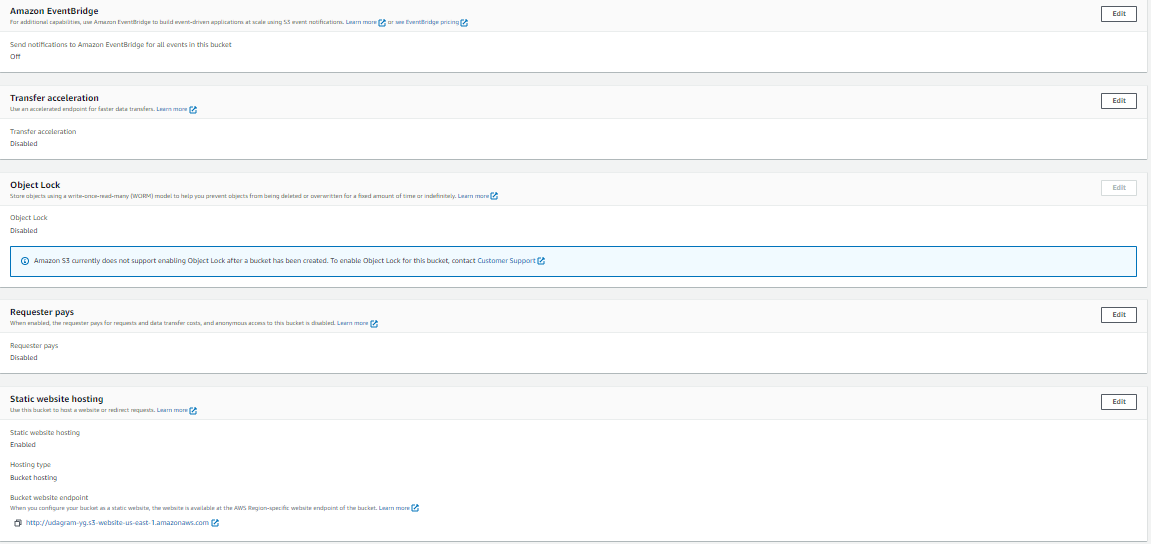 Amazon EventBridge
Edit
For additional capabilities, use Amazon EventBridge to build event-driven applications at scale using S3 event notifications. Learn more or see EventBridge pricing
Send notifications to Amazon EventBridge for all events in this bucket
Off
Transfer acceleration
Edit
Use an accelerated endpoint for faster data transfers. Learn more
Transfer acceleration
Disabled
Object Lock
Edit
Store objects using a write-once-read-many (WORM) model to help you prevent objects from being deleted or overwritten for a fixed amount of time or indefinitely. Learn more
Object Lock
Disabled
Amazon S3 currently does not support enabling Object Lock after a bucket has been created. To enable Object Lock for this bucket, contact Customer Support
Requester pays
Edit
When enabled, the requester pays for requests and data transfer costs, and anonymous access to this bucket is disabled. Learn more
Requester pays
Disabled
Static website hosting
Edit
Use this bucket to host a website or redirect requests. Learn more
Static website hosting
Enabled
Hosting type
Bucket hosting
Bucket website endpoint
When you configure your bucket as a static website, the website is available at the AWS Region-specific website endpoint of the bucket. Learn more
http://udagram-yg.s3-website-us-east-1.amazonaws.com